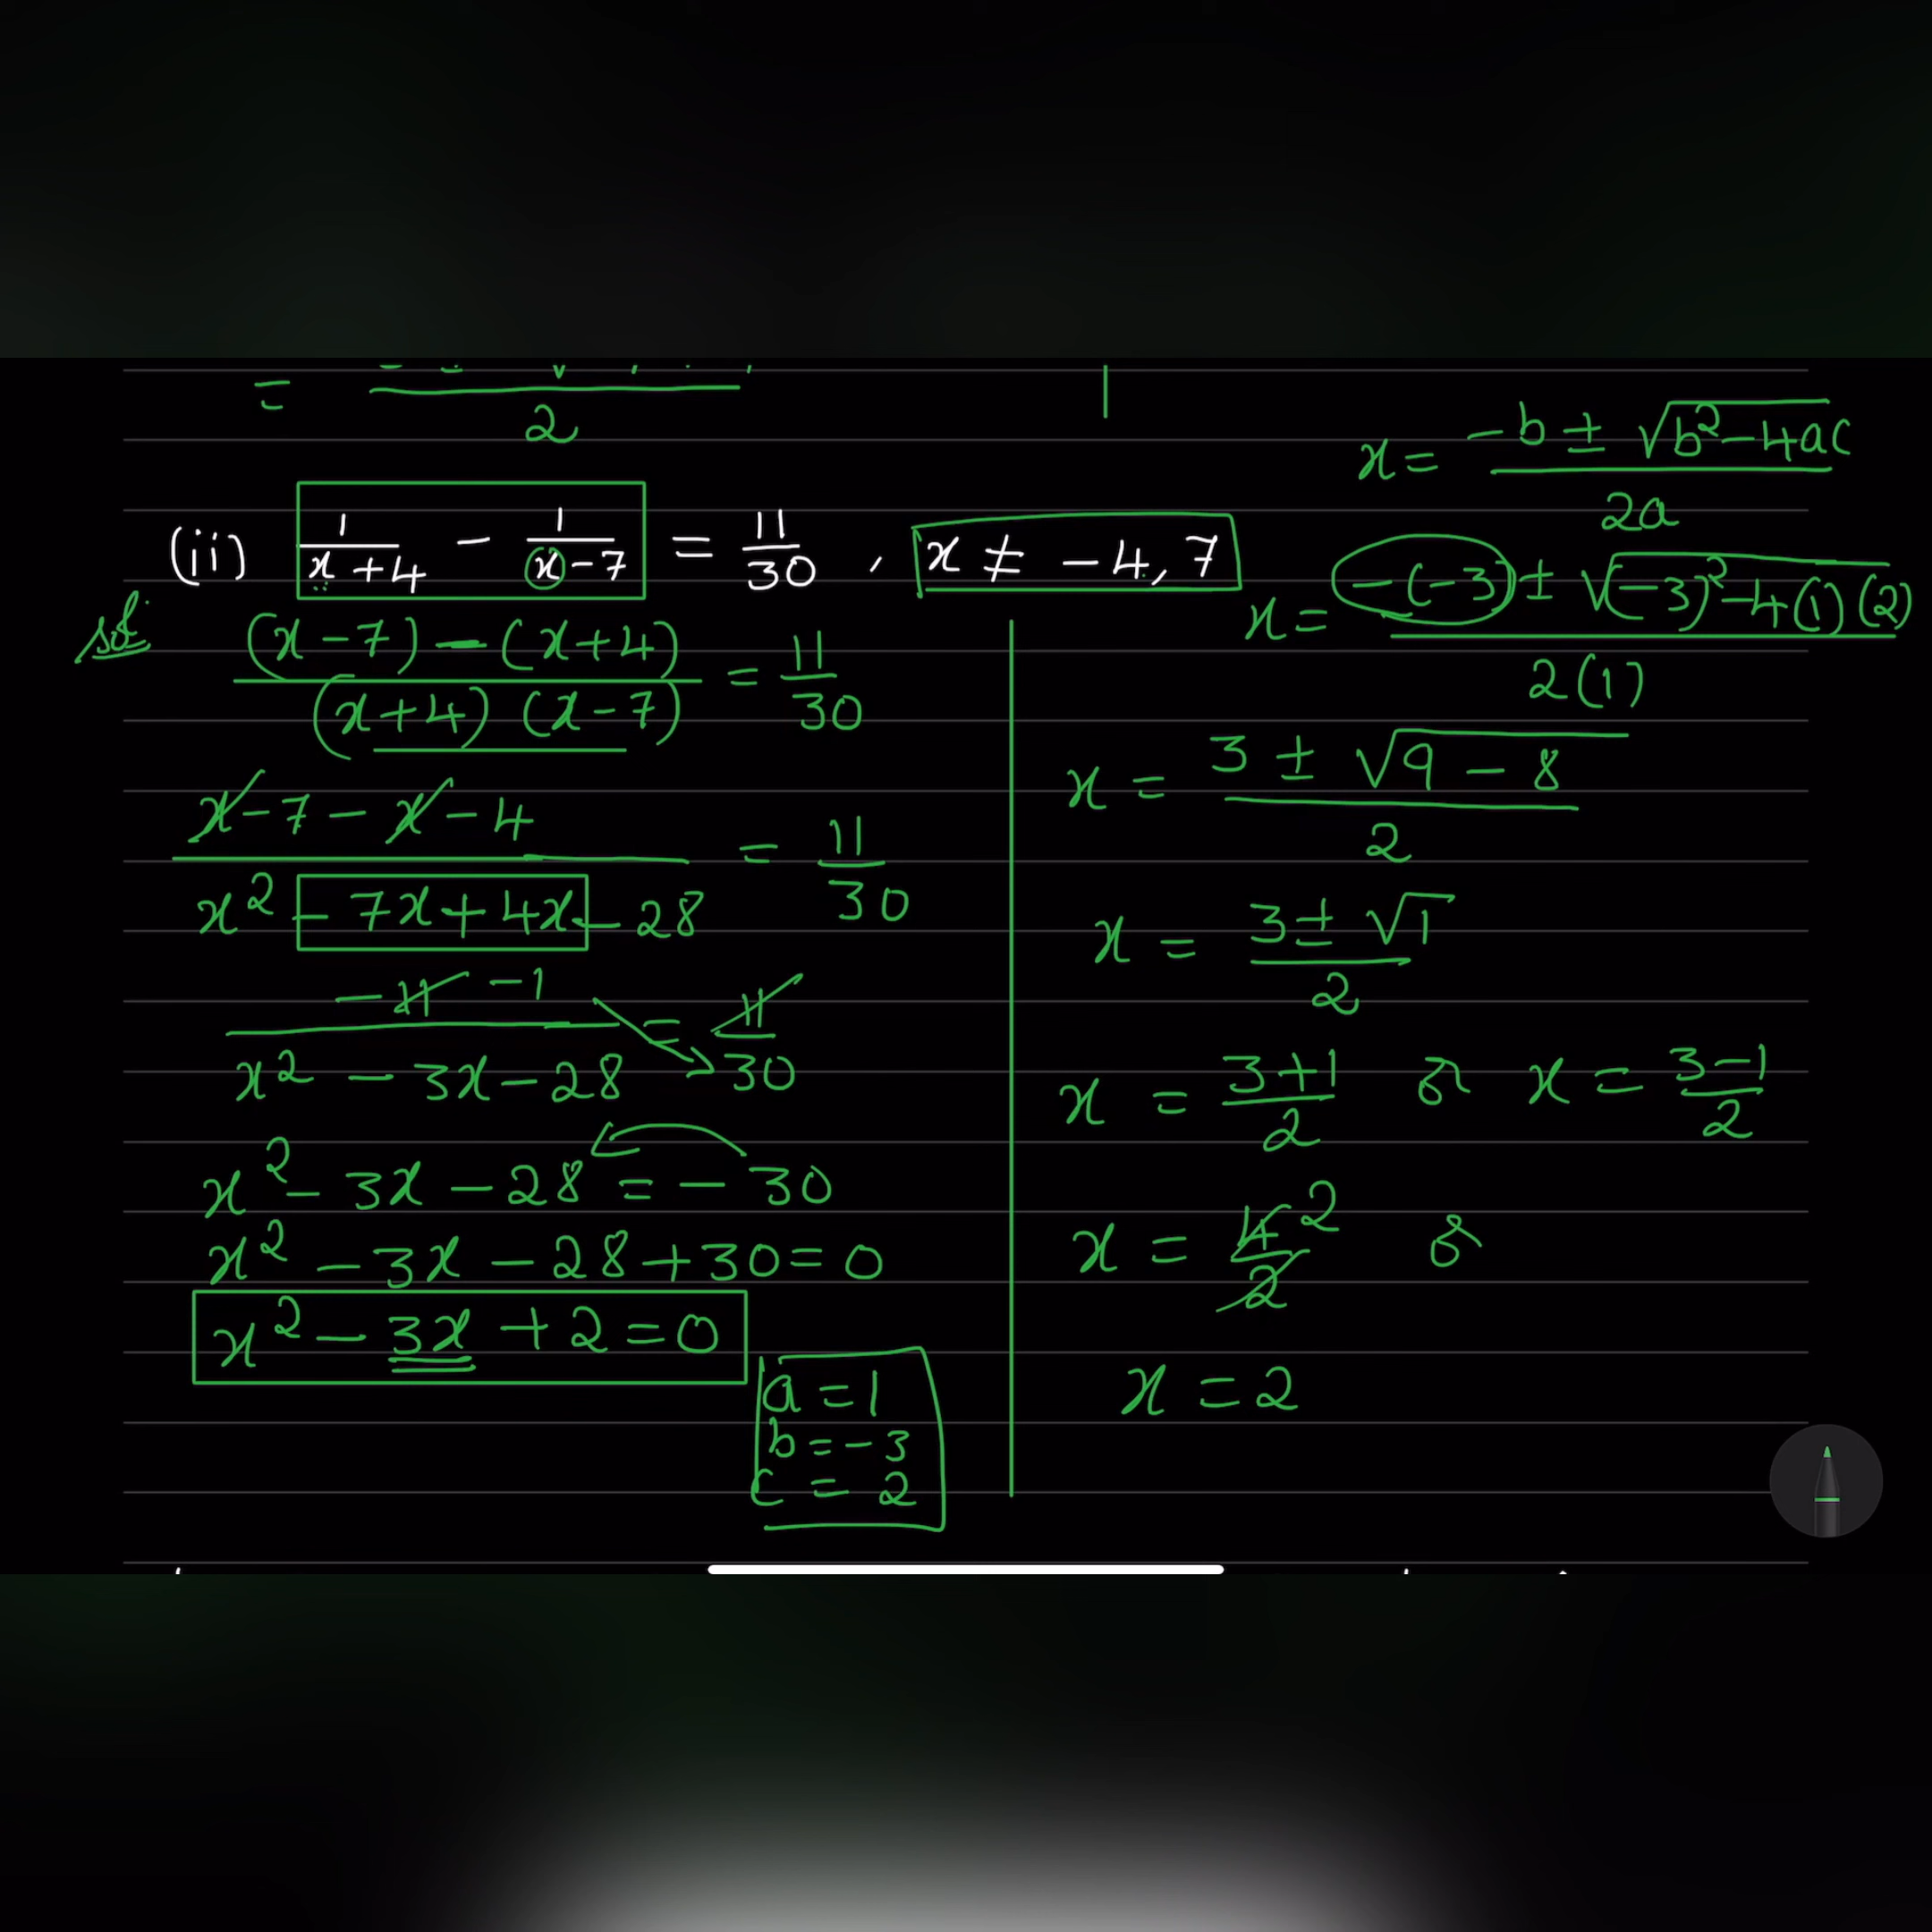 = 2
(ii) 1/(x+4) - 1/(x-7) = 11/30 , x ≠ -4, 7
sol.
((x-7) - (x+4))/((x+4)(x-7)) = 11/30
(x-7-x-4)/(x² - 7x+4x-28) = 11/30
(-11 -1)/(x² - 3x-28) = 11/30
x² - 3x - 28 = - 30
x² - 3x - 28+30=0
x² - 3x + 2=0
a=1
b=-3
c = 2
x= (-b ± √(b²-4ac))/2a
x= (-(-3) ± √((-3)²-4(1)(2)))/2(1)
x = (3 ± √(9 - 8))/2
x = (3 ± √1)/2
x = (3+1)/2 or x = (3-1)/2
x = 4/2 2 or
x = 2